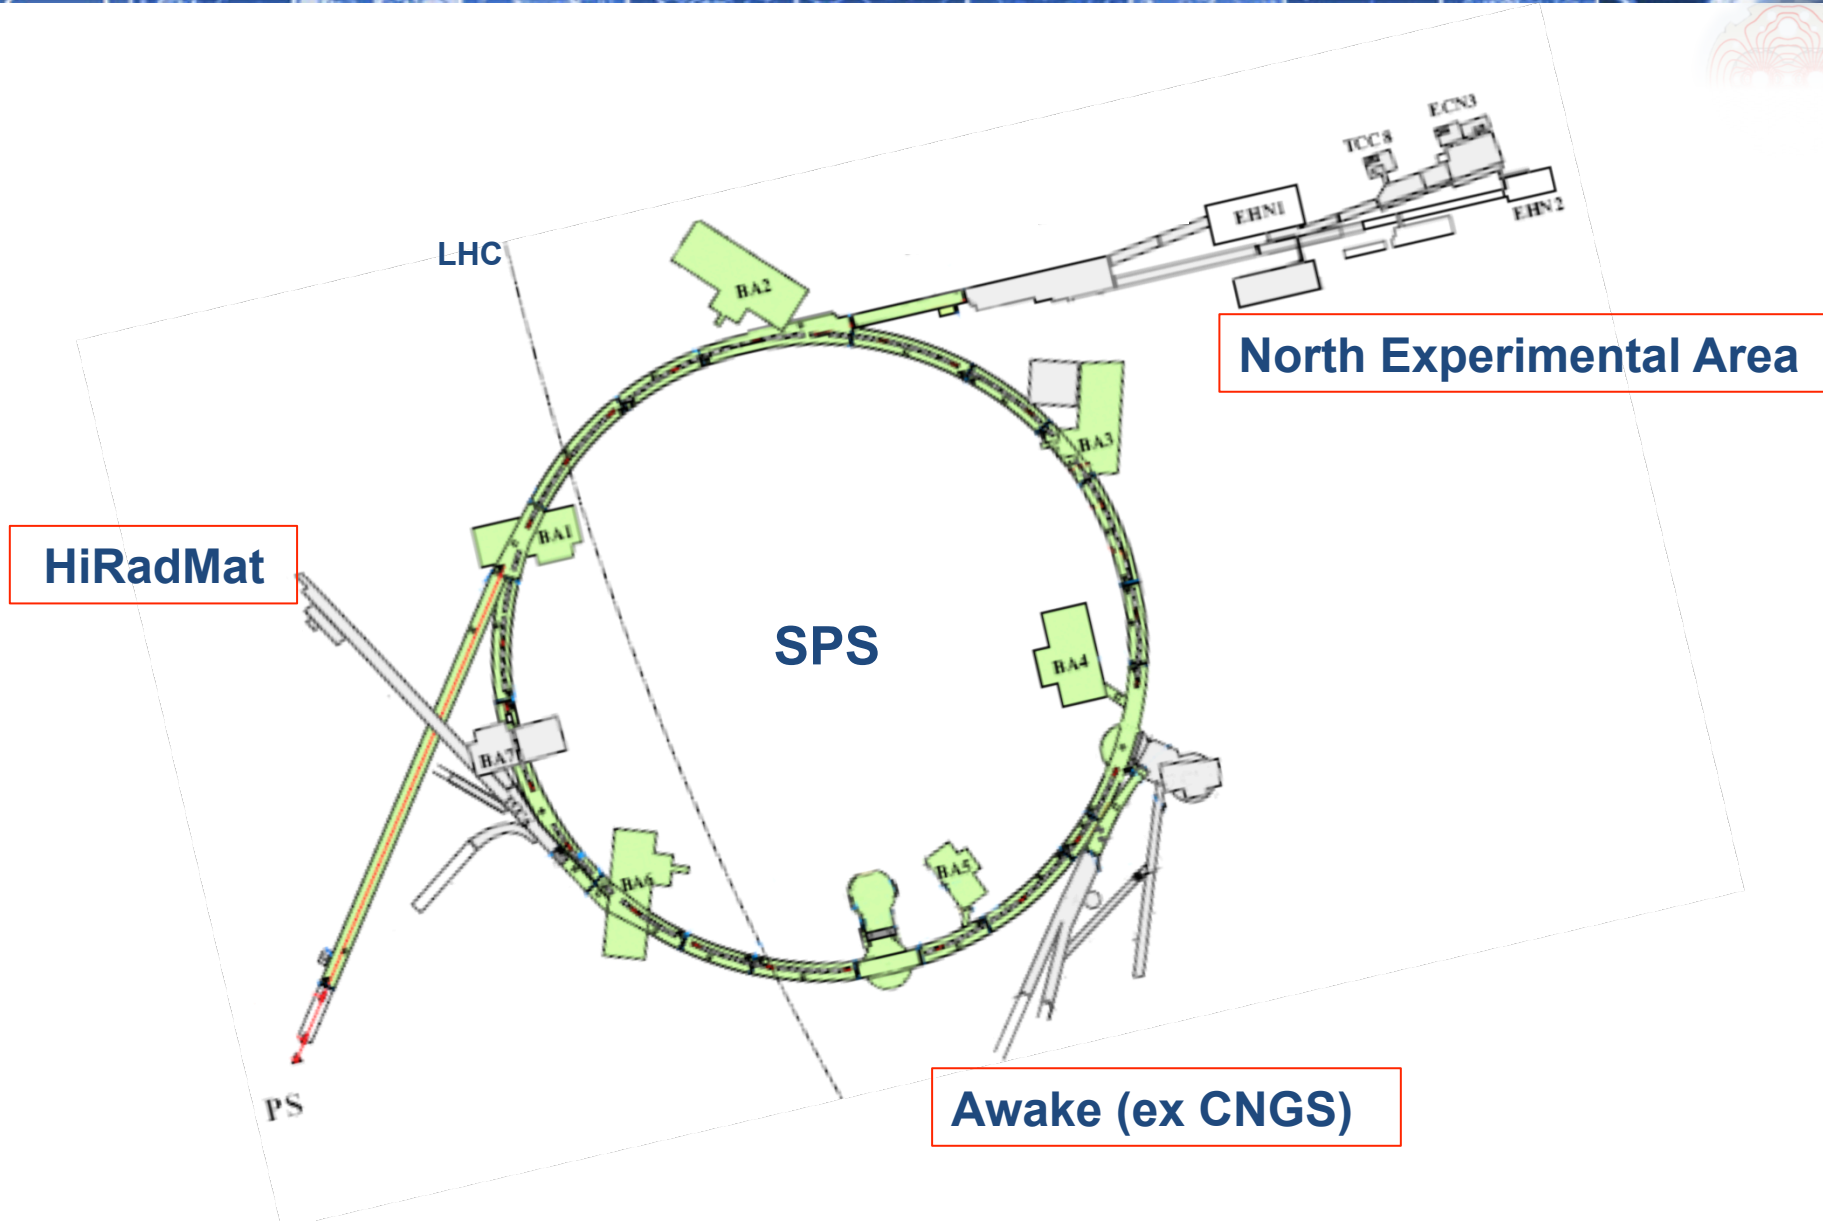 ECN3
TCC8
EHN1
EHN2
LHC
BA2
North Experimental Area
BA3
BA1
HiRadMat
SPS
BA4
BA7
BA5
BA6
PS
Awake (ex CNGS)